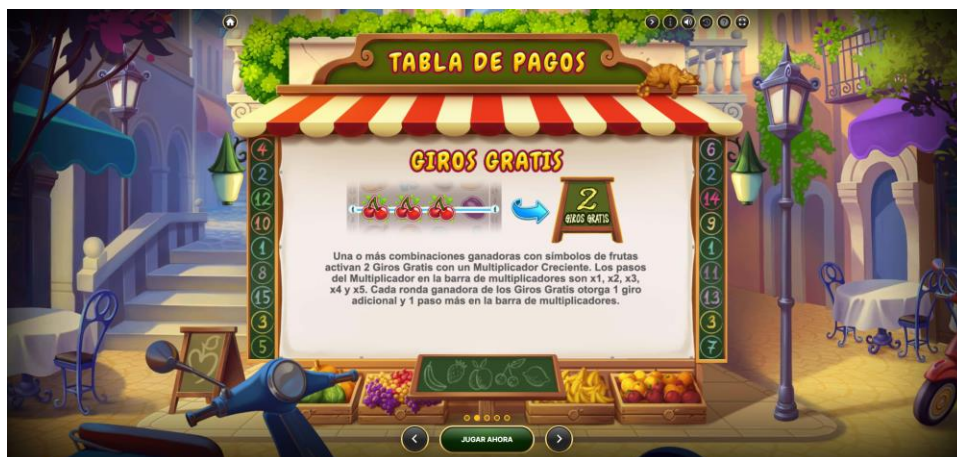 TABLA DE PAGOS
GIROS GRATIS
2
GIROS GRATIS
Una o más combinaciones ganadoras con símbolos de frutas
activan 2 Giros Gratis con un Multiplicador Creciente. Los pasos
del Multiplicador en la barra de multiplicadores son x1, x2, x3,
x4 y x5. Cada ronda ganadora de los Giros Gratis otorga 1 giro
adicional y 1 paso más en la barra de multiplicadores.
4
2
12
10
1
8
15
3
5
6
2
14
9
1
11
13
3
7
JUGAR AHORA